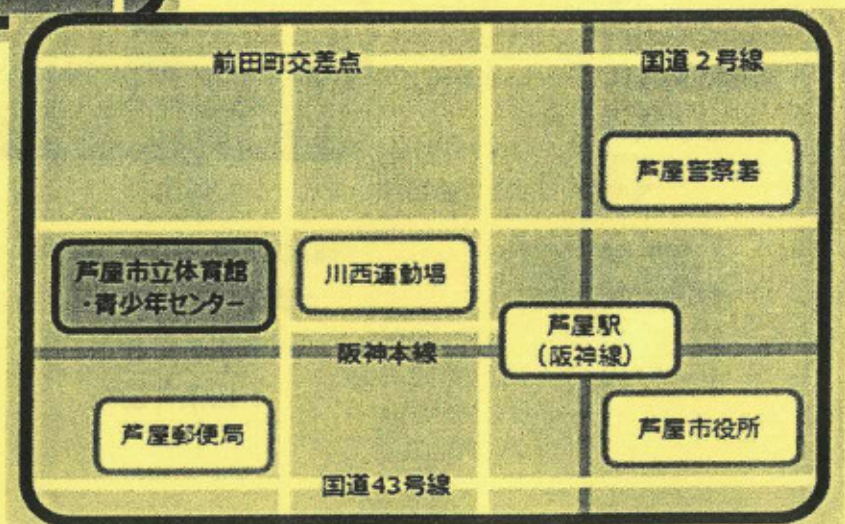 前田町交差点
国道2号線
芦屋警察署
芦屋市立体育館
・青少年センター
川西運動場
芦屋駅
(阪神線)
阪神本線
芦屋郵便局
芦屋市役所
国道43号線